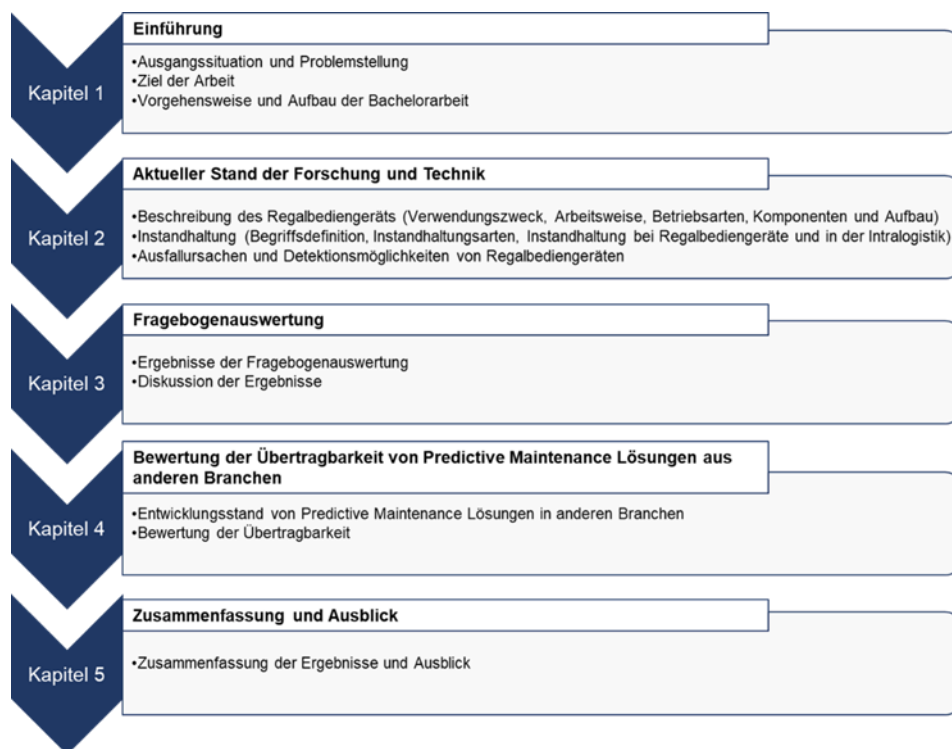 Einführung
Kapitel 1
•Ausgangssituation und Problemstellung
•Ziel der Arbeit
•Vorgehensweise und Aufbau der Bachelorarbeit
Aktueller Stand der Forschung und Technik
Kapitel 2
•Beschreibung des Regalbediengeräts (Verwendungszweck, Arbeitsweise, Betriebsarten, Komponenten und Aufbau)
•Instandhaltung (Begriffsdefinition, Instandhaltungsarten, Instandhaltung bei Regalbediengeräte und in der Intralogistik)
•Ausfallursachen und Detektionsmöglichkeiten von Regalbediengeräten
Fragebogenauswertung
Kapitel 3
•Ergebnisse der Fragebogenauswertung
•Diskussion der Ergebnisse
Bewertung der Übertragbarkeit von Predictive Maintenance Lösungen aus
anderen Branchen
Kapitel 4
•Entwicklungsstand von Predictive Maintenance Lösungen in anderen Branchen
•Bewertung der Übertragbarkeit
Zusammenfassung und Ausblick
Kapitel 5
•Zusammenfassung der Ergebnisse und Ausblick